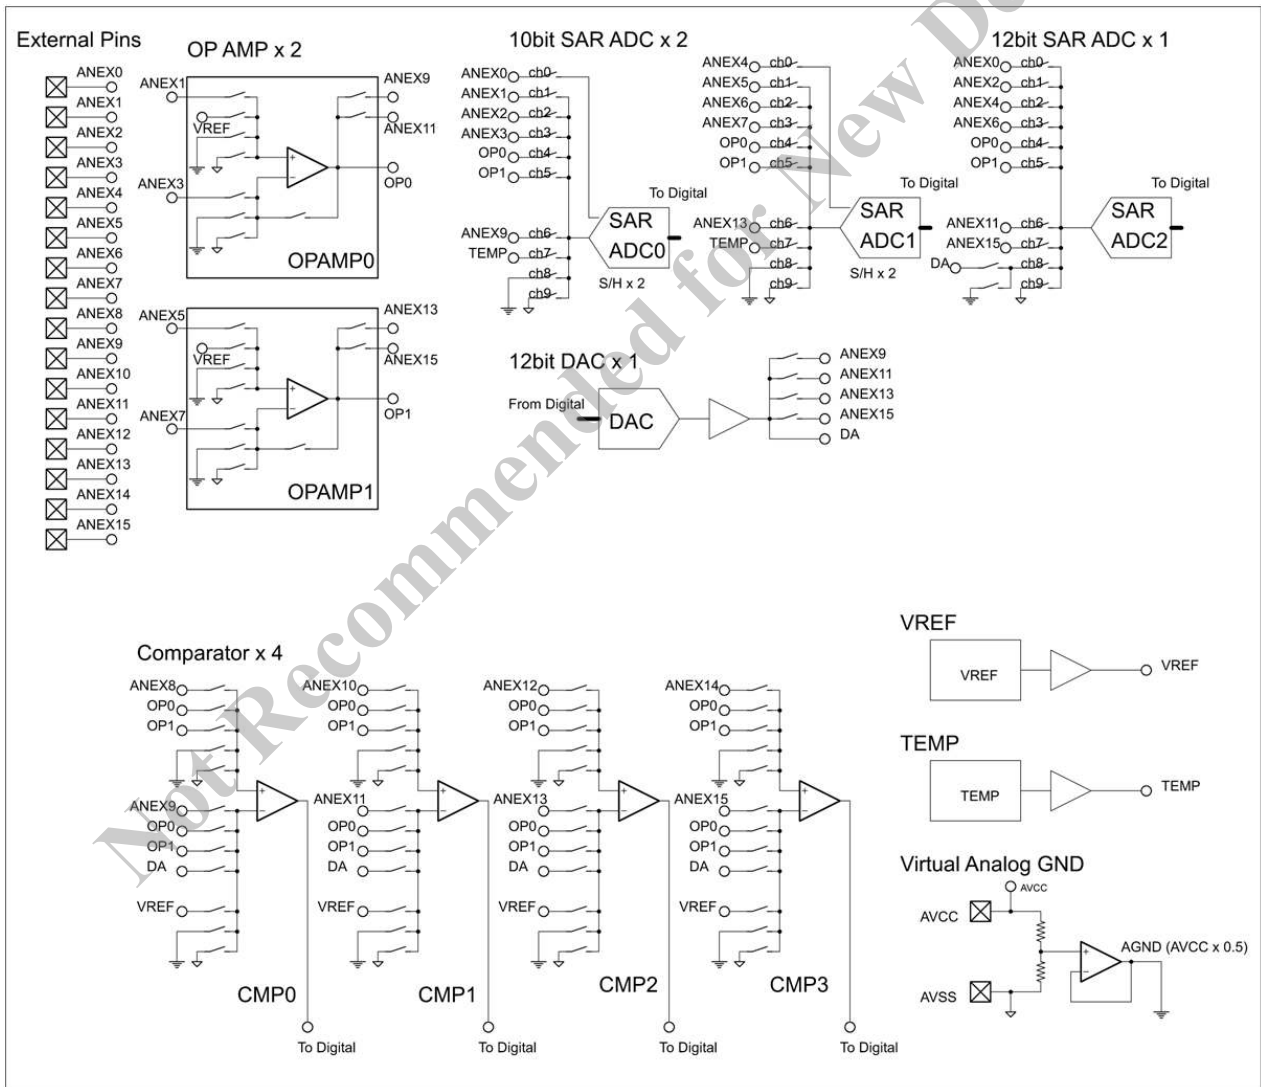 Not Recommended for New De
External Pins
ANEX0
ANEX1
ANEX2
ANEX3
ANEX4
ANEX5
ANEX6
ANEX7
ANEX8
ANEX9
ANEX10
ANEX11
ANEX12
ANEX13
ANEX14
ANEX15
OP AMP x 2
ANEX1
VREF
ANEX3
ANEX9
ANEX11
OP0
+
−
OPAMP0
ANEX5
VREF
ANEX7
ANEX13
ANEX15
OP1
+
−
OPAMP1
10bit SAR ADC x 2
ANEX0 ch0
ANEX1 ch1
ANEX2 ch2
ANEX3 ch3
OP0 ch4
OP1 ch5
ANEX9 ch6
TEMP ch7
ch8
ch9
To Digital
SAR
ADC0
S/H x 2
ANEX4 ch0
ANEX5 ch1
ANEX6 ch2
ANEX7 ch3
OP0 ch4
OP1 ch5
ANEX13 ch6
TEMP ch7
ch8
ch9
To Digital
SAR
ADC1
S/H x 2
12bit SAR ADC x 1
ANEX0 ch0
ANEX2 ch1
ANEX4 ch2
ANEX6 ch3
OP0 ch4
OP1 ch5
ANEX11 ch6
ANEX15 ch7
DA ch8
ch9
To Digital
SAR
ADC2
12bit DAC x 1
From Digital
DAC
ANEX9
ANEX11
ANEX13
ANEX15
DA
Comparator x 4
ANEX8
OP0
OP1
+
−
ANEX9
OP0
OP1
DA
VREF
CMP0
To Digital
ANEX10
OP0
OP1
+
−
ANEX11
OP0
OP1
DA
VREF
CMP1
To Digital
ANEX12
OP0
OP1
+
−
ANEX13
OP0
OP1
DA
VREF
CMP2
To Digital
ANEX14
OP0
OP1
+
−
ANEX15
OP0
OP1
DA
VREF
CMP3
To Digital
VREF
VREF
VREF
TEMP
TEMP
TEMP
Virtual Analog GND
AVCC
AVCC
+
−
AGND (AVCC x 0.5)
AVSS